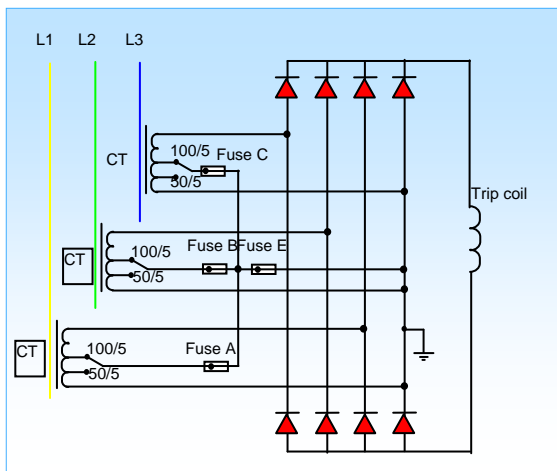 L1 L2 L3
CT
100/5
50/5
Fuse C
Trip coil
CT
100/5
50/5
Fuse B
Fuse E
CT
100/5
50/5
Fuse A